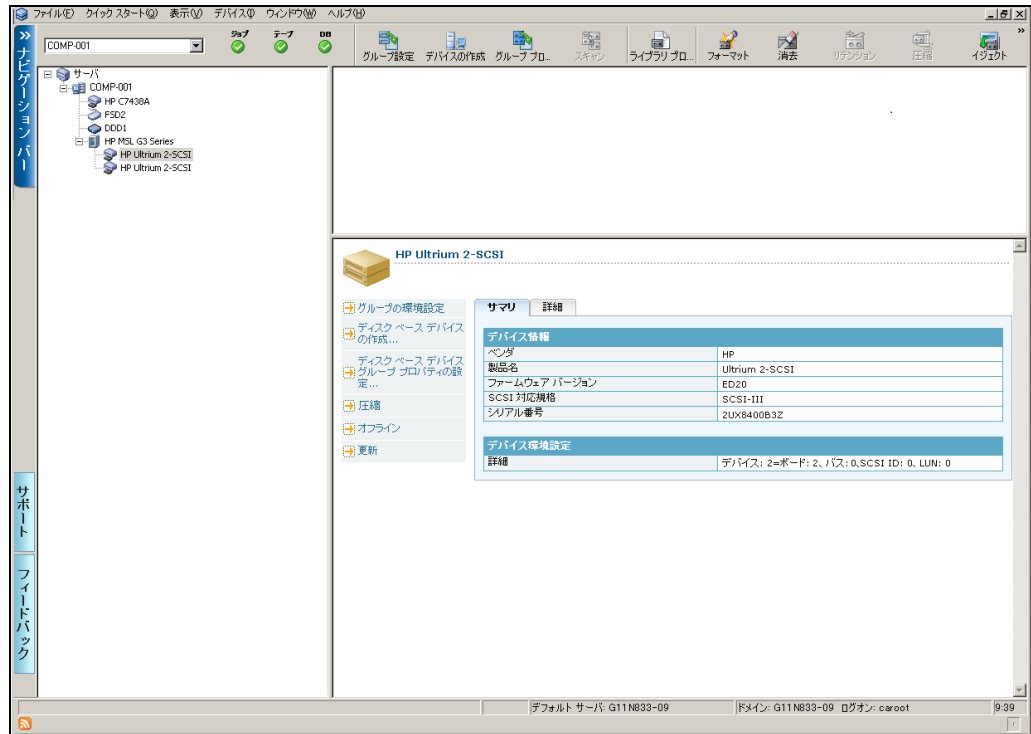 ファイル(F) クイック スタート(Q) 表示(V) デバイス(I) ウィンドウ(W) ヘルプ(H)
COMP-001
ジョブ テープ DB
グループ設定 デバイスの作成 グループ プロ... スキャン ライブラリ プロ... フォーマット 消去 リテンション 圧縮 イジェクト
ナビゲーション バー
サーバ
COMP-001
HP C7438A
FSD2
DDD1
HP MSL G3 Series
HP Ultrium 2-SCSI
HP Ultrium 2-SCSI
HP Ultrium 2-SCSI
グループの環境設定
ディスク ベース デバイス
の作成...
ディスク ベース デバイス
グループ プロパティの設
定...
圧縮
オフライン
更新
サマリ 詳細
デバイス情報
ベンダ HP
製品名 Ultrium 2-SCSI
ファームウェア バージョン ED20
SCSI 対応規格 SCSI-III
シリアル番号 2UX8400B3Z
デバイス環境設定
詳細 デバイス: 2=ボード: 2、バス: 0、SCSI ID: 0、LUN: 0
サポート
フィードバック
デフォルト サーバ: G11N833-09 ドメイン: G11N833-09 ログオン: caroot 9:39